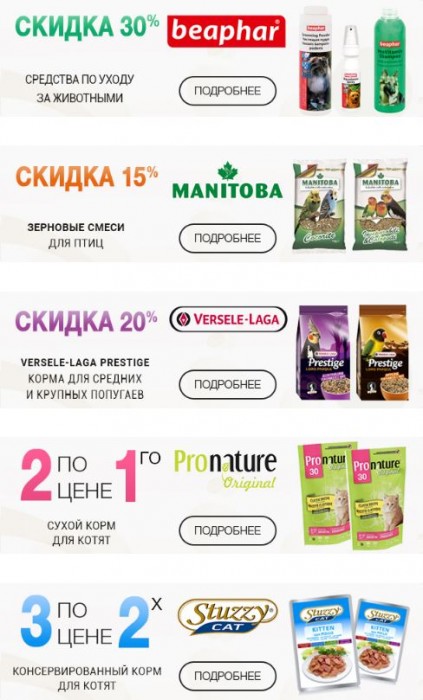 СКИДКА 30%
beaphar®
СРЕДСТВА ПО УХОДУ
ЗА ЖИВОТНЫМИ
ПОДРОБНЕЕ
beaphar
СКИДКА 15%
MANITOBA
ЗЕРНОВЫЕ СМЕСИ
ДЛЯ ПТИЦ
ПОДРОБНЕЕ
MANITOBA
MANITOBA
СКИДКА 20%
VERSELE-LAGA
VERSELE-LAGA PRESTIGE
КОРМА ДЛЯ СРЕДНИХ
И КРУПНЫХ ПОПУГАЕВ
ПОДРОБНЕЕ
Prestige
Prestige
2 ПО ЦЕНЕ 1ГО
Pronature
Original
СУХОЙ КОРМ
ДЛЯ КОТЯТ
ПОДРОБНЕЕ
Pronature
30
Pronature
30
3 ПО ЦЕНЕ 2Х
Stuzzy®
CAT
КОНСЕРВИРОВАННЫЙ КОРМ
ДЛЯ КОТЯТ
ПОДРОБНЕЕ
Stuzzy
KITTEN
Stuzzy
KITTEN